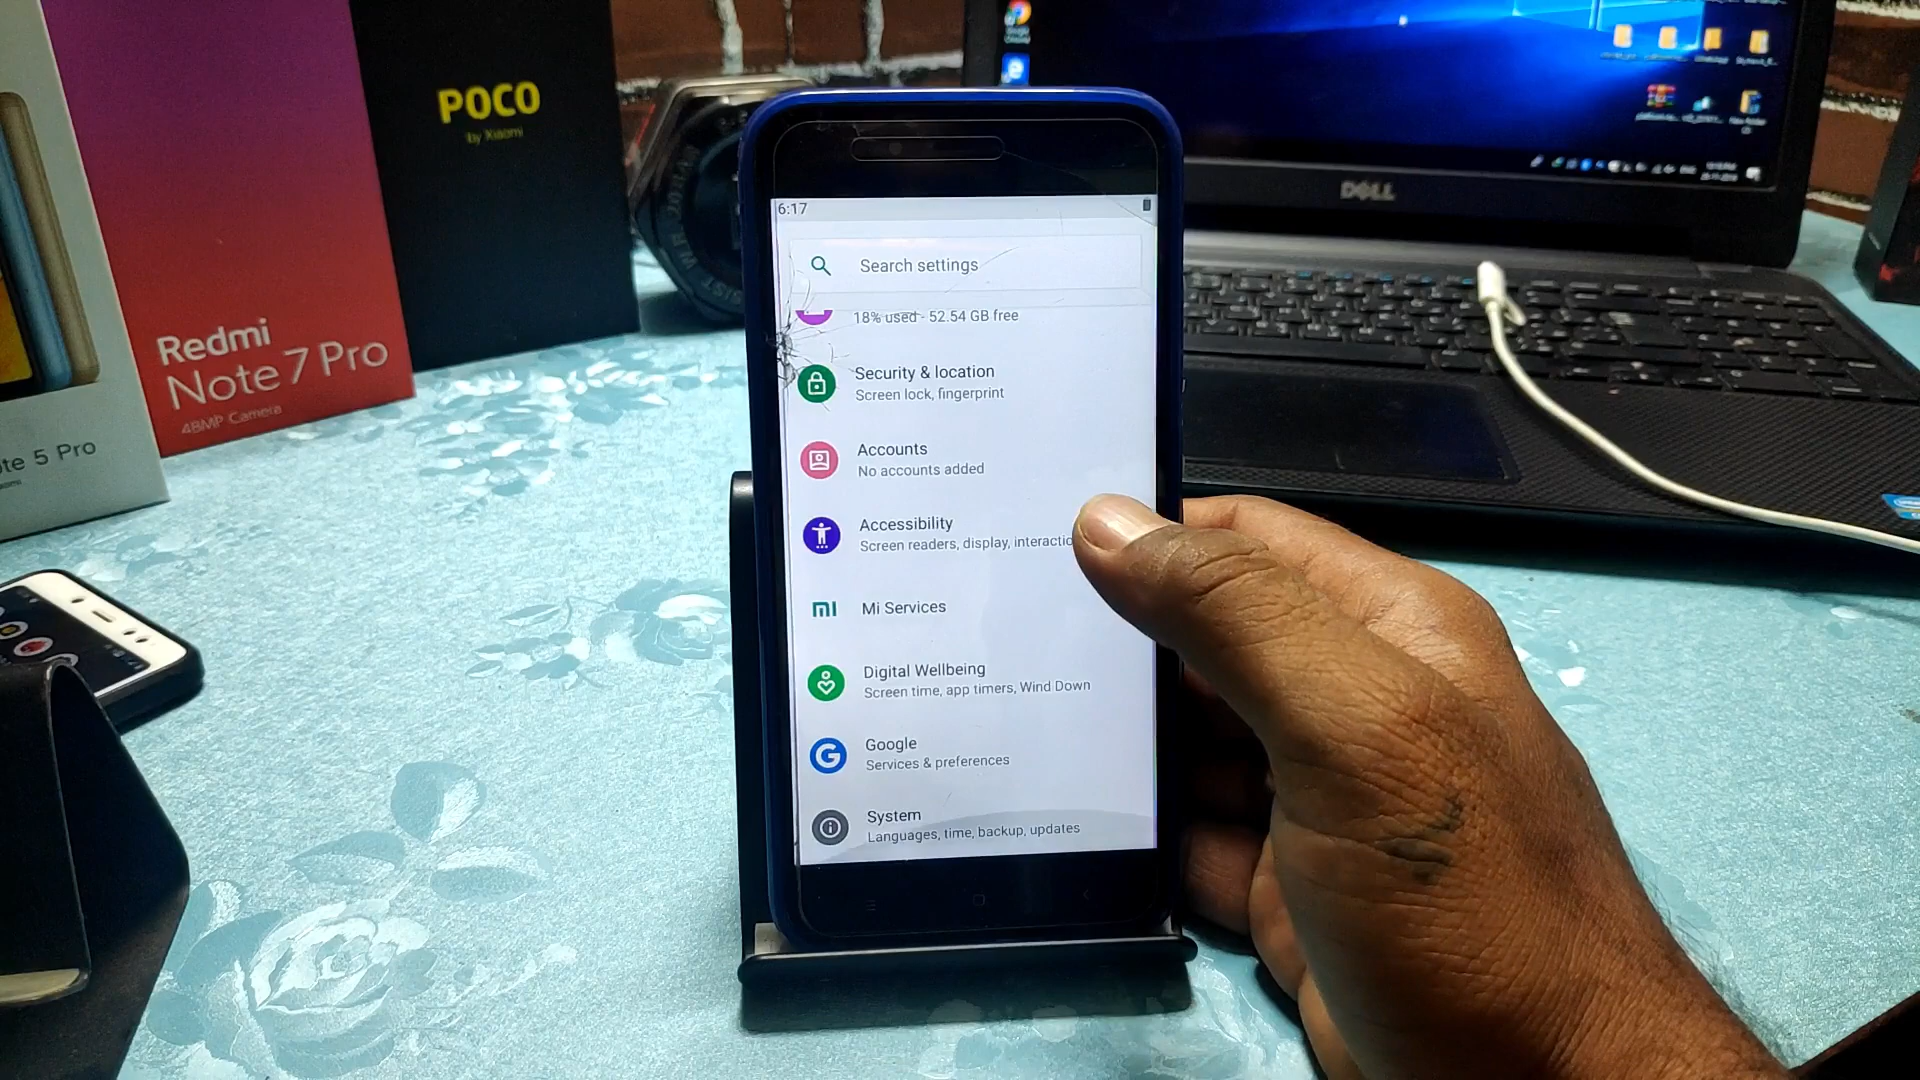 POCO
by Xiaomi
Redmi
Note 7 Pro
48MP Camera
te 5 Pro
DELL
6:17
Search settings
18% used - 52.54 GB free
Security & location
Screen lock, fingerprint
Accounts
No accounts added
Accessibility
Screen readers, display, interactio
Mi Services
Digital Wellbeing
Screen time, app timers, Wind Down
Google
Services & preferences
System
Languages, time, backup, updates